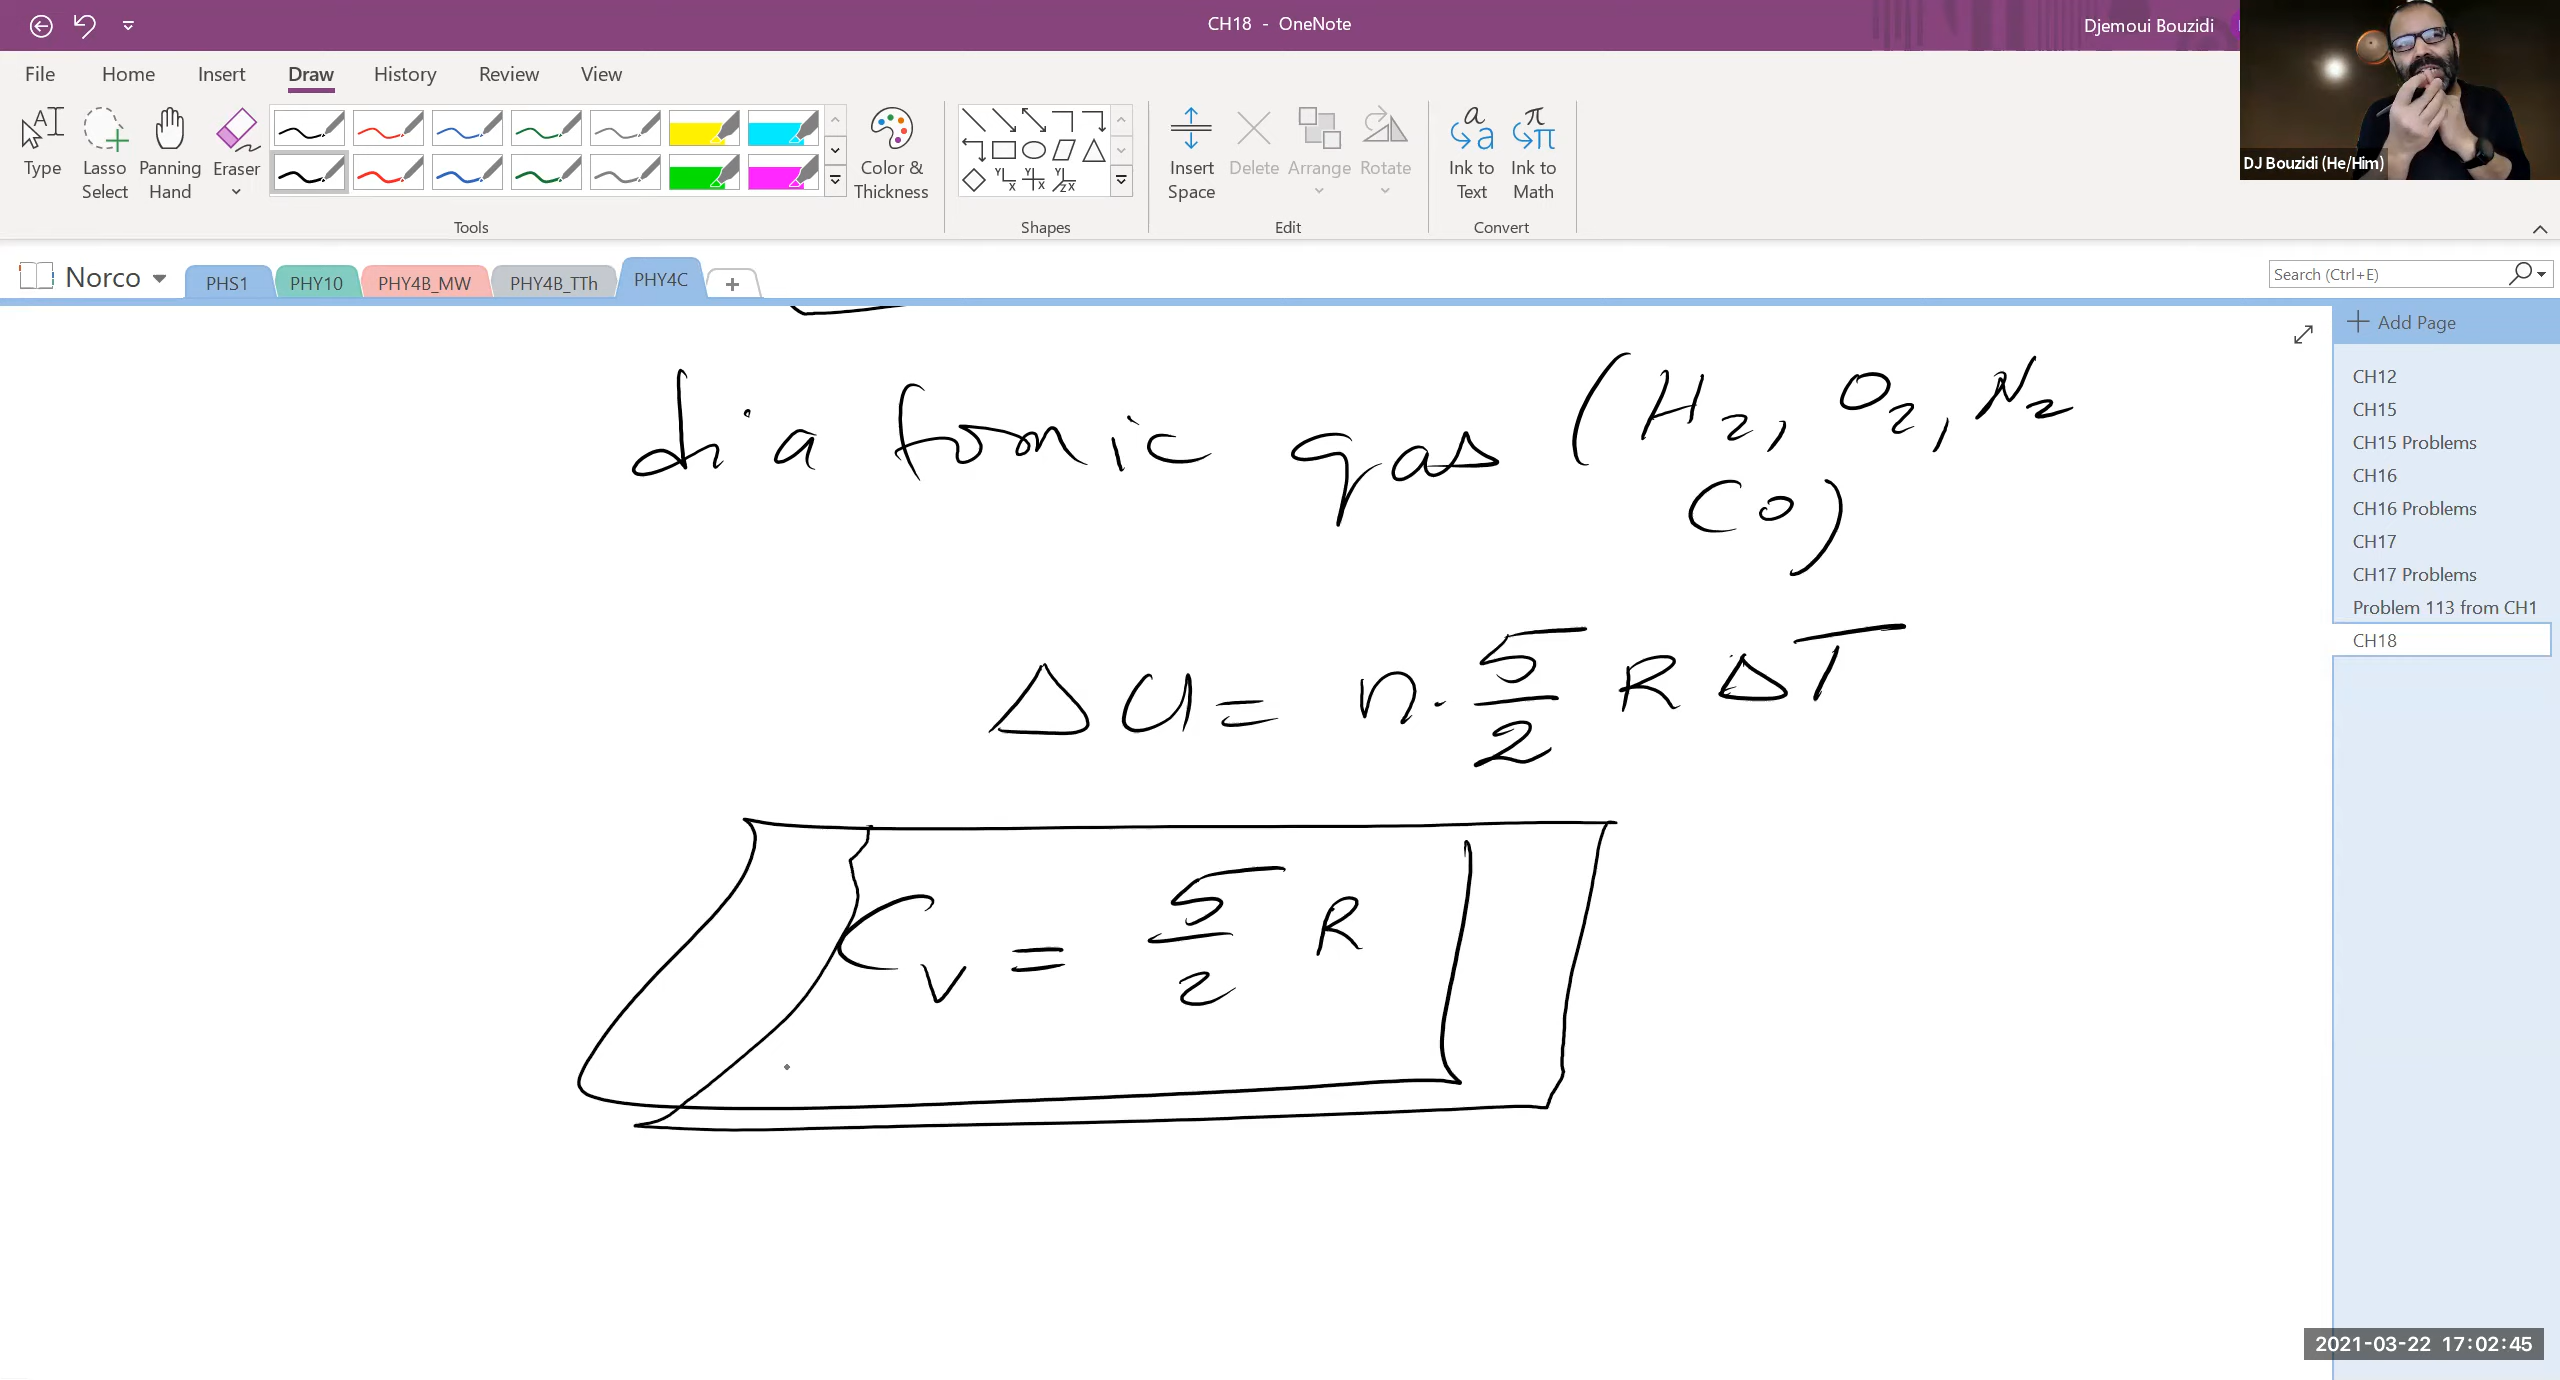 CH18 - OneNote
Djemoui Bouzidi
File Home Insert Draw History Review View
Type
Lasso Select
Panning Hand
Eraser
Color & Thickness
Insert Space
Delete
Arrange
Rotate
Ink to Text
Ink to Math
Tools
Shapes
Edit
Convert
DJ Bouzidi (He/Him)
Norco
PHS1 PHY10 PHY4B_MW PHY4B_TTh PHY4C
Search (Ctrl+E)
Add Page
CH12
CH15
CH15 Problems
CH16
CH16 Problems
CH17
CH17 Problems
Problem 113 from CH1
CH18
diatomic gas (H₂, O₂, N₂
CO)
ΔU = n · 5/2 R ΔT
C_V = 5/2 R
2021-03-22 17:02:45